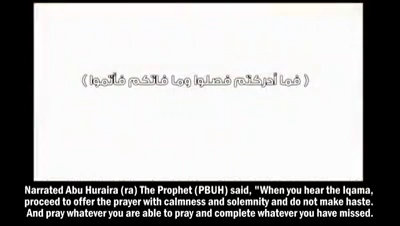 ( فما أدركتم فصلوا وما فاتكم فأتموا )
Narrated Abu Huraira (ra) The Prophet (PBUH) said, "When you hear the Iqama,
proceed to offer the prayer with calmness and solemnity and do not make haste.
And pray whatever you are able to pray and complete whatever you have missed.